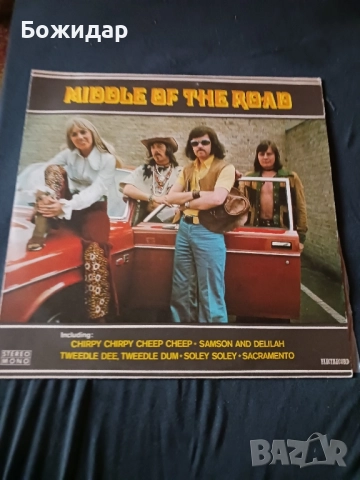 Божидар
MIDDLE OF THE ROAD
Including:
CHIRPY CHIRPY CHEEP CHEEP • SAMSON AND DELILAH
TWEEDLE DEE, TWEEDLE DUM • SOLEY SOLEY • SACRAMENTO
STEREO
MONO
ELECTRECORD
BAZAR